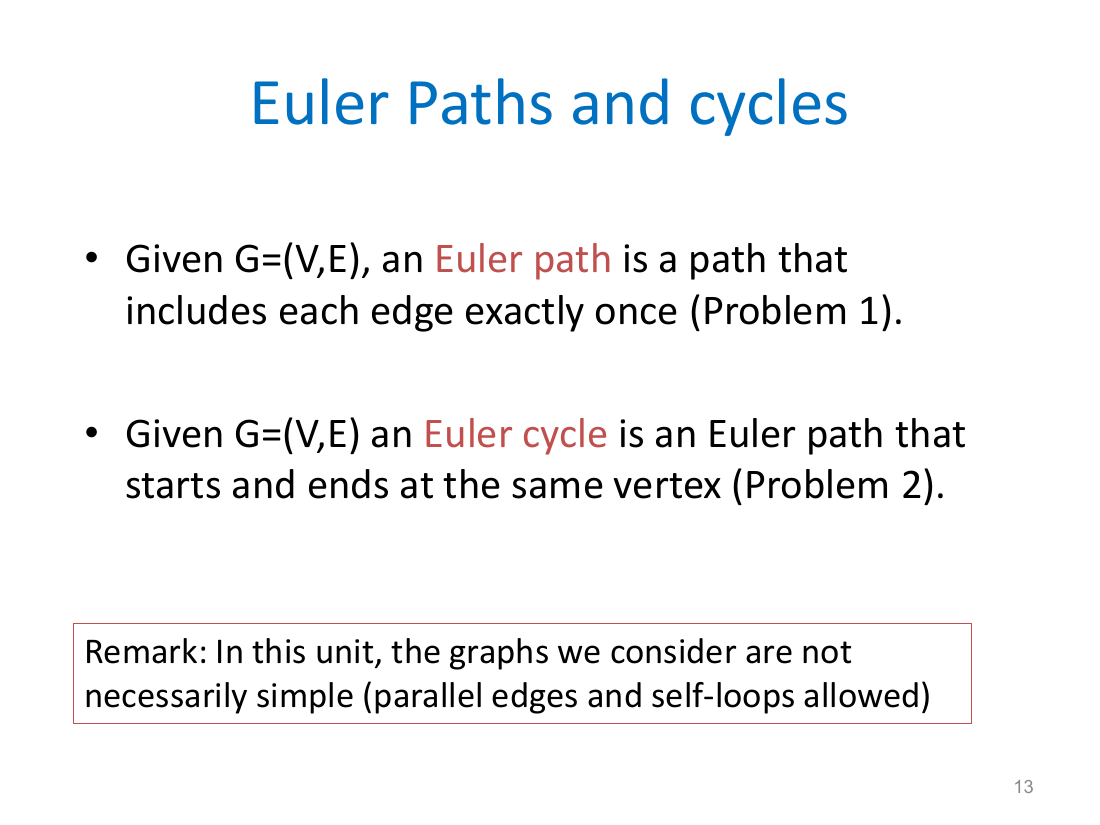 Euler Paths and cycles
• Given G=(V,E), an Euler path is a path that
includes each edge exactly once (Problem 1).
• Given G=(V,E) an Euler cycle is an Euler path that
starts and ends at the same vertex (Problem 2).
Remark: In this unit, the graphs we consider are not
necessarily simple (parallel edges and self-loops allowed)
13